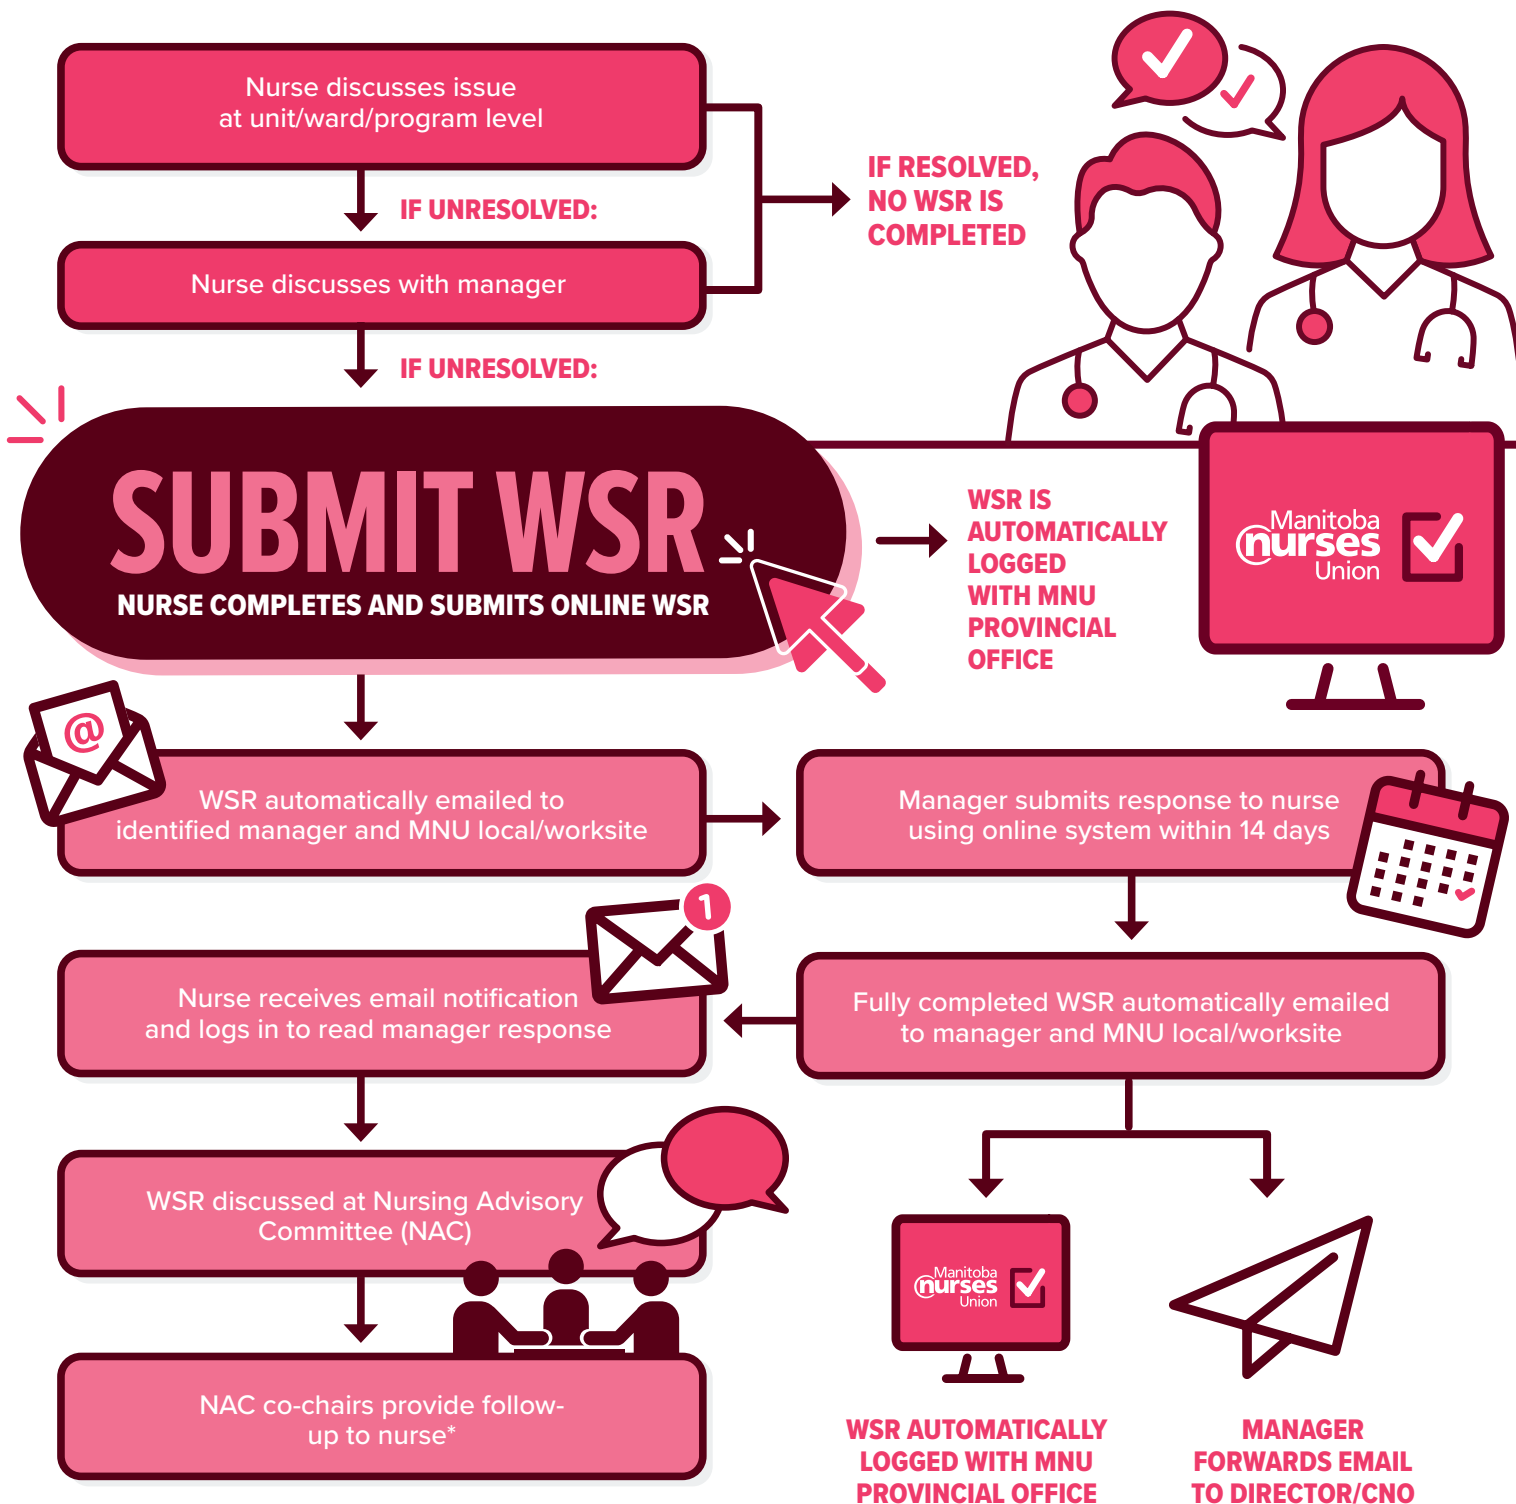 Nurse discusses issue
at unit/ward/program level
IF UNRESOLVED:
IF RESOLVED,
NO WSR IS
COMPLETED
Nurse discusses with manager
IF UNRESOLVED:
SUBMIT WSR
NURSE COMPLETES AND SUBMITS ONLINE WSR
WSR IS
AUTOMATICALLY
LOGGED
WITH MNU
PROVINCIAL
OFFICE
Manitoba
nurses
Union
@
WSR automatically emailed to
identified manager and MNU local/worksite
Manager submits response to nurse
using online system within 14 days
1
Fully completed WSR automatically emailed
to manager and MNU local/worksite
Nurse receives email notification
and logs in to read manager response
WSR discussed at Nursing Advisory
Committee (NAC)
NAC co-chairs provide follow-
up to nurse*
Manitoba
nurses
Union
WSR AUTOMATICALLY
LOGGED WITH MNU
PROVINCIAL OFFICE
MANAGER
FORWARDS EMAIL
TO DIRECTOR/CNO